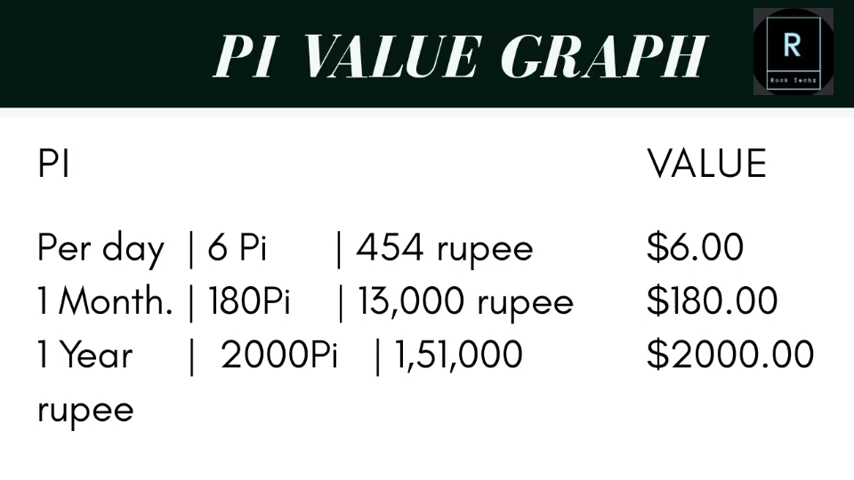 PI VALUE GRAPH
R
Rock Techz
PI VALUE
Per day | 6 Pi | 454 rupee $6.00
1 Month. | 180Pi | 13,000 rupee $180.00
1 Year | 2000Pi | 1,51,000 $2000.00
rupee